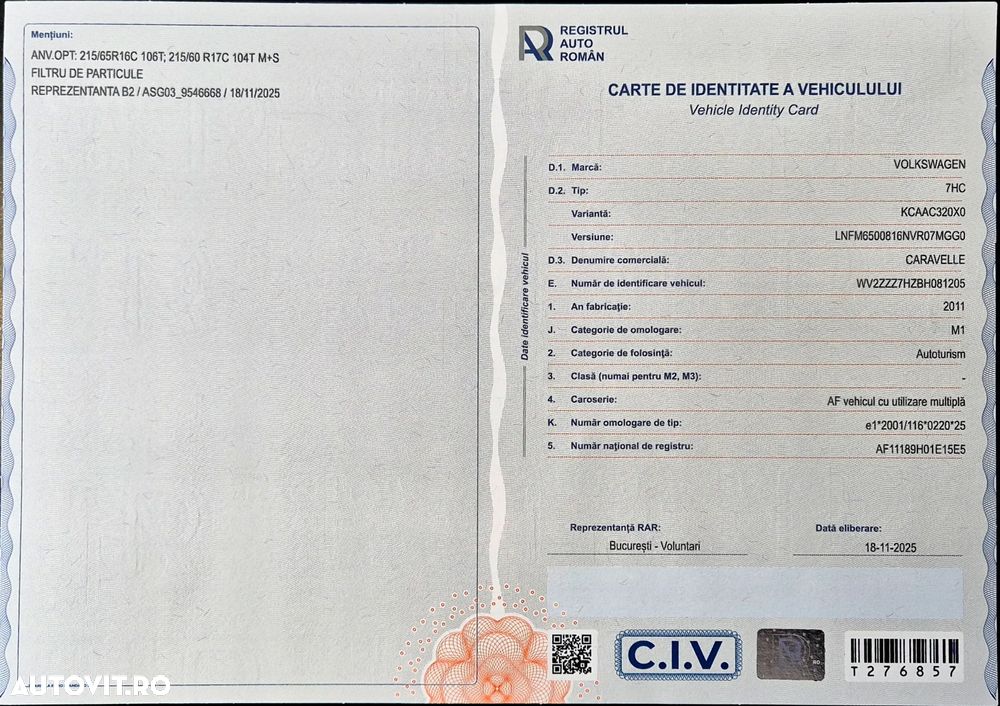 Mențiuni:
ANV.OPT: 215/65R16C 106T; 215/60 R17C 104T M+S
FILTRU DE PARTICULE
REPREZENTANTA B2 / ASG03_9546668 / 18/11/2025
REGISTRUL
AUTO
ROMÂN
CARTE DE IDENTITATE A VEHICULULUI
Vehicle Identity Card
Date identificare vehicul
D.1. Marcă: VOLKSWAGEN
D.2. Tip: 7HC
Variantă: KCAAC320X0
Versiune: LNFM6500816NVR07MGG0
D.3. Denumire comercială: CARAVELLE
E. Număr de identificare vehicul: WV2ZZZ7HZBH081205
1. An fabricație: 2011
J. Categorie de omologare: M1
2. Categorie de folosință: Autoturism
3. Clasă (numai pentru M2, M3): -
4. Caroserie: AF vehicul cu utilizare multiplă
K. Număr omologare de tip: e1*2001/116*0220*25
5. Număr național de registru: AF11189H01E15E5
Reprezentanță RAR: Data eliberare:
București - Voluntari 18-11-2025
C.I.V.
T276857
AUTOVIT.RO